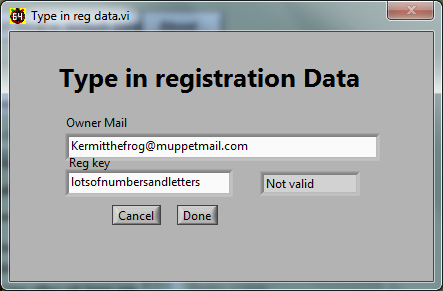 64
Type in reg data.vi
Type in registration Data
Owner Mail
Kermitthefrog@muppetmail.com
Reg key
lotsofnumbersandletters
Not valid
Cancel
Done